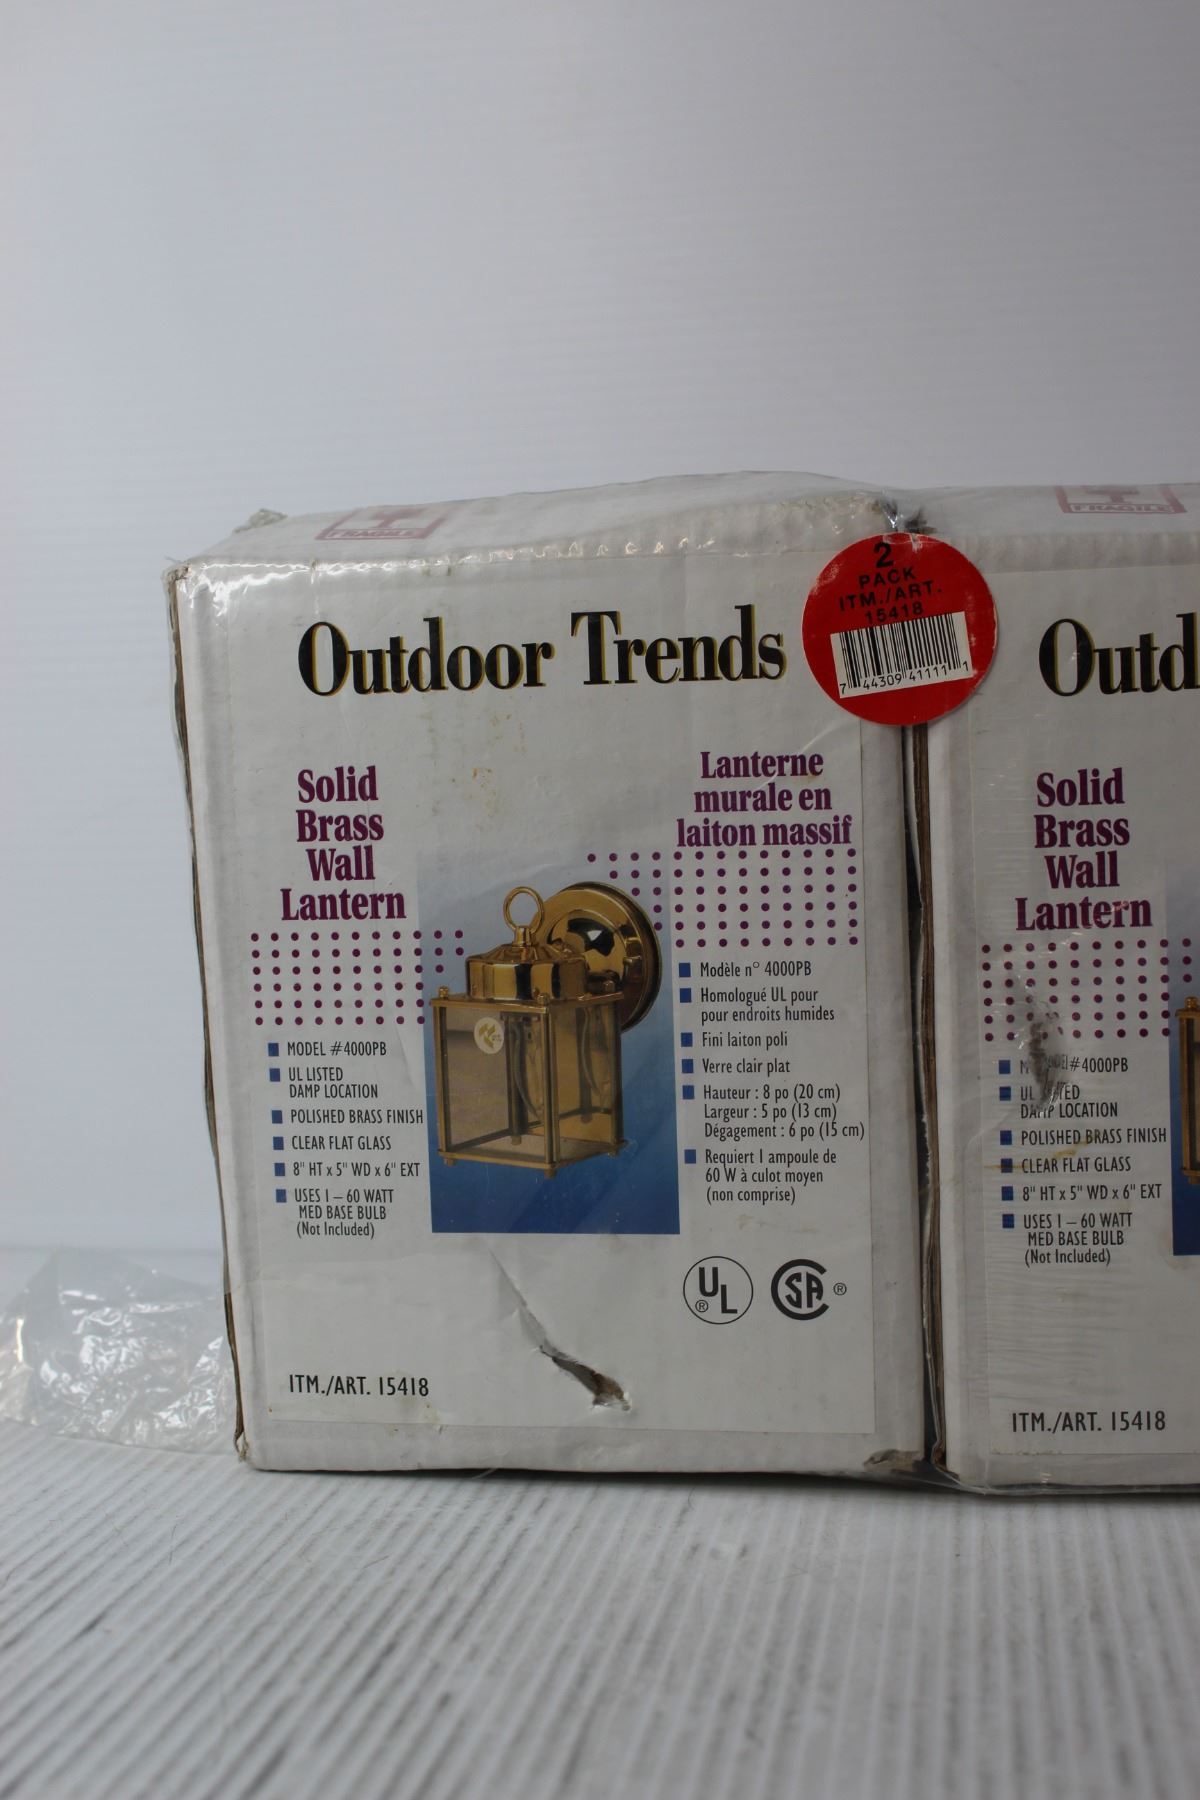 FRAGILE
FRAGILE
2
PACK
ITM./ART.
15418
7 44309 41111 1
Outdoor Trends
Solid
Brass
Wall
Lantern
Lanterne
murale en
laiton massif
MODEL #4000PB
UL LISTED
DAMP LOCATION
POLISHED BRASS FINISH
CLEAR FLAT GLASS
8" HT x 5" WD x 6" EXT
USES 1 – 60 WATT
MED BASE BULB
(Not Included)
Modèle n° 4000PB
Homologué UL pour
pour endroits humides
Fini laiton poli
Verre clair plat
Hauteur : 8 po (20 cm)
Largeur : 5 po (13 cm)
Dégagement : 6 po (15 cm)
Requiert 1 ampoule de
60 W à culot moyen
(non comprise)
UL ®
SA ®
ITM./ART. 15418
Outd
Solid
Brass
Wall
Lantern
#4000PB
UL
LOCATION
POLISHED BRASS FINISH
CLEAR FLAT GLASS
8" HT x 5" WD x 6" EXT
USES 1 – 60 WATT
MED BASE BULB
(Not Included)
ITM./ART. 15418